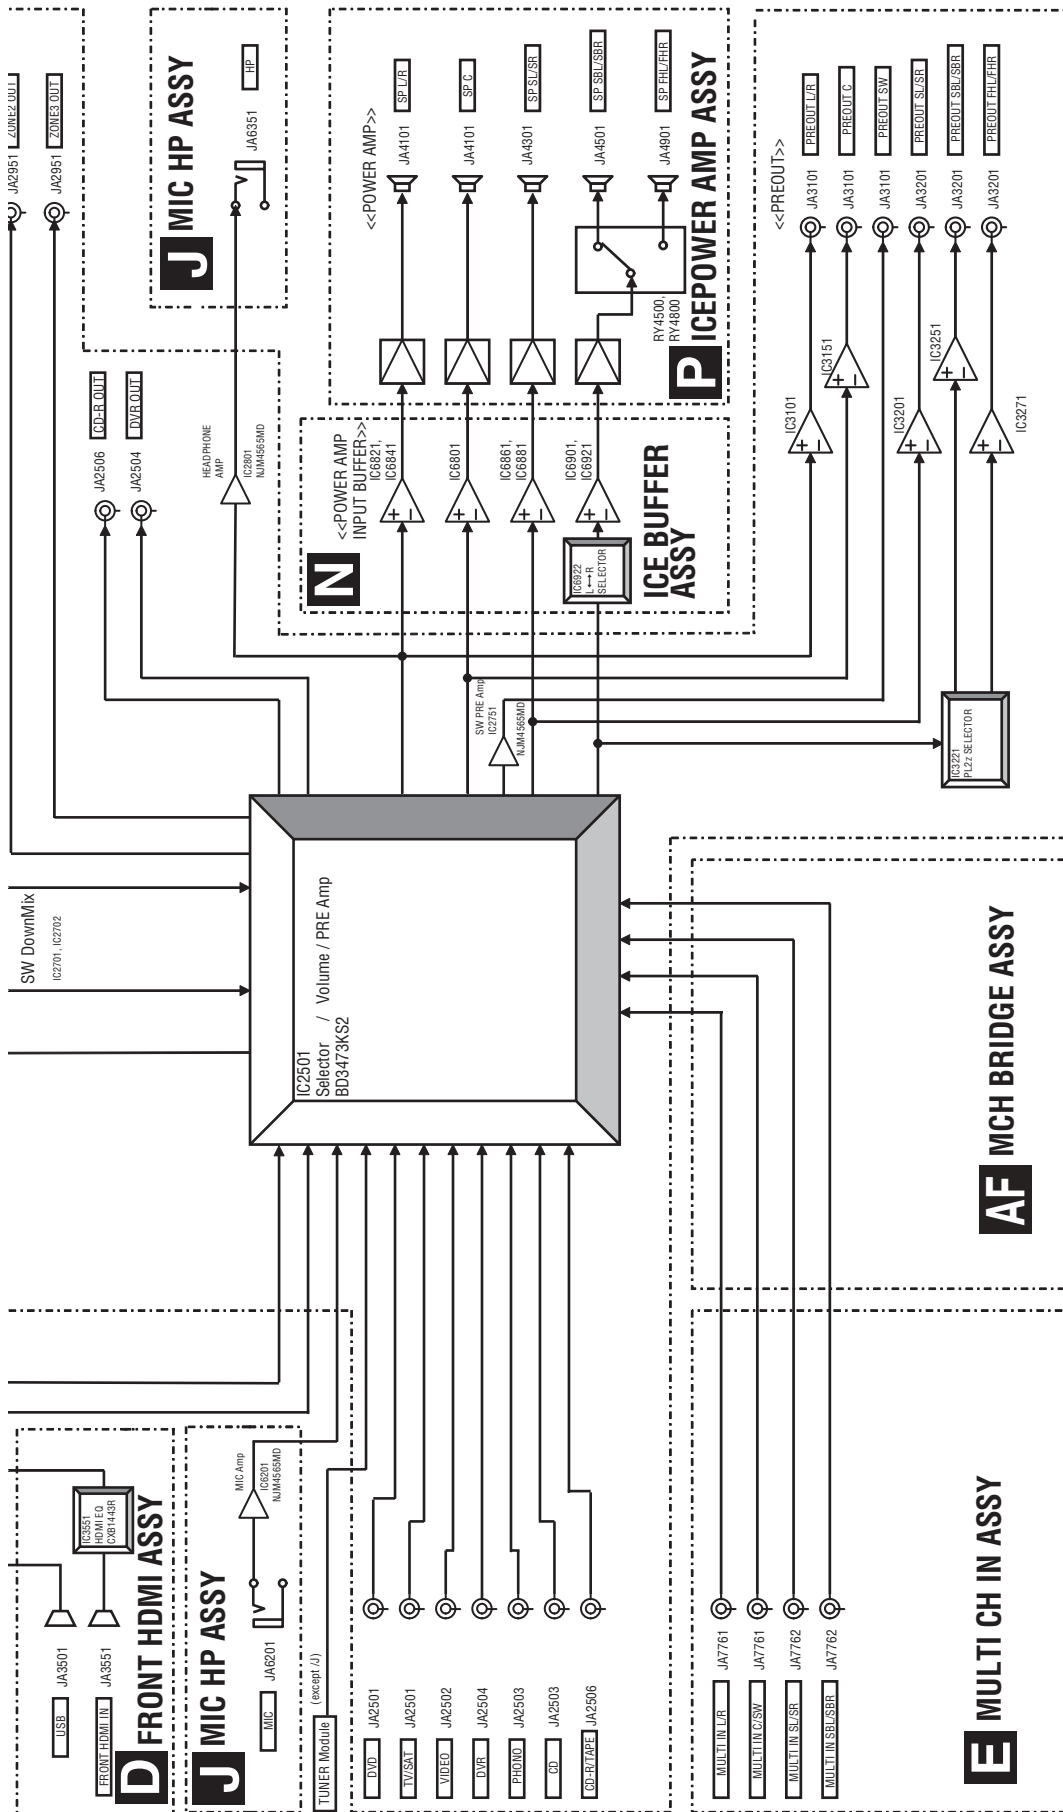 JA2951
ZONE2 OUT
JA2951
ZONE3 OUT
J
MIC HP ASSY
JA6351
HP
<<POWER AMP>>
JA4101
SP L/R
JA4101
SP C
JA4301
SP SL/SR
JA4501
SP SBL/SBR
JA4901
SP FHL/FHR
RY4500,
RY4800
P
ICEPOWER AMP ASSY
<<PREOUT>>
JA3101
PREOUT L/R
JA3101
PREOUT C
JA3101
PREOUT SW
JA3201
PREOUT SL/SR
JA3201
PREOUT SBL/SBR
JA3201
PREOUT FHL/FHR
JA2506
CD-R OUT
JA2504
DVR OUT
HEADPHONE
AMP
IC2801
NJM4565MD
N
<<POWER AMP
INPUT BUFFER>>
IC6821,
IC6841
IC6801
IC6861,
IC6881
IC6901,
IC6921
IC6922
L↔R
SELECTOR
ICE BUFFER
ASSY
IC3101
IC3151
IC3201
IC3251
IC3271
SW PRE Amp
IC2751
NJM4565MD
IC3221
PL2z SELECTOR
SW DownMix
IC2701, IC2702
IC2501
Selector / Volume / PRE Amp
BD3473KS2
AF
MCH BRIDGE ASSY
USB
JA3501
FRONT HDMI IN
JA3551
IC3551
HDMI EQ
CXB1443R
D
FRONT HDMI ASSY
J
MIC HP ASSY
MIC
JA6201
MIC Amp
IC6201
NJM4565MD
TUNER Module
(except /J)
DVD
JA2501
TV/SAT
JA2501
VIDEO
JA2502
DVR
JA2504
PHONO
JA2503
CD
JA2503
CD-R/TAPE
JA2506
MULTI IN L/R
JA7761
MULTI IN C/SW
JA7761
MULTI IN SL/SR
JA7762
MULTI IN SBL/SBR
JA7762
E
MULTI CH IN ASSY